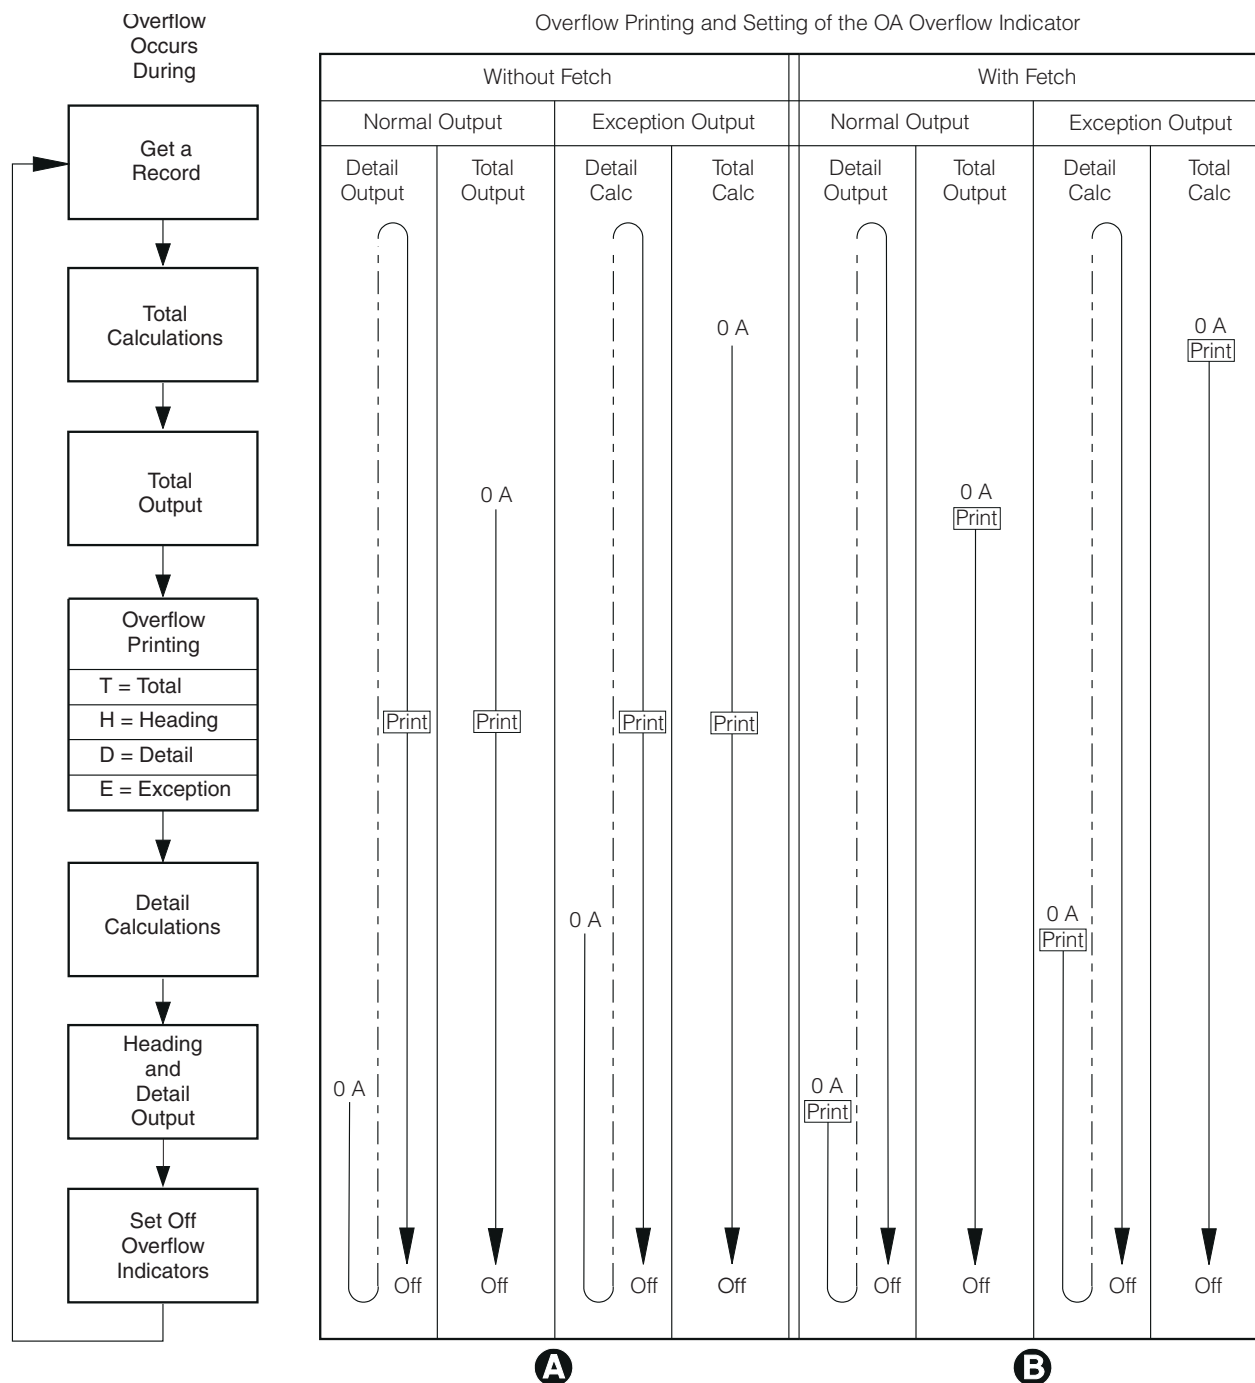 Overflow
Occurs
During
Get a
Record
Total
Calculations
Total
Output
Overflow
Printing
T = Total
H = Heading
D = Detail
E = Exception
Detail
Calculations
Heading
and
Detail
Output
Set Off
Overflow
Indicators
Overflow Printing and Setting of the OA Overflow Indicator
Without Fetch
With Fetch
Normal Output
Exception Output
Normal Output
Exception Output
Detail
Output
Total
Output
Detail
Calc
Total
Calc
Detail
Output
Total
Output
Detail
Calc
Total
Calc
0 A
Print
Off
0 A
Print
Off
0 A
Print
Off
0 A
Print
Off
0 A
Print
Off
0 A
Print
Off
0 A
Print
Off
0 A
Print
Off
A
B